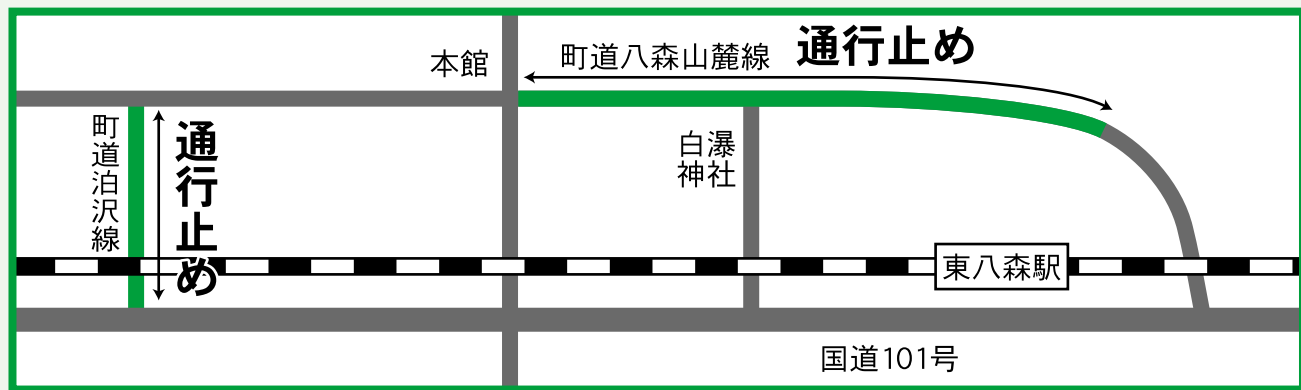 本館
町道八森山麓線
通行止め
町道泊沢線
通行止め
白瀑
神社
東八森駅
国道101号